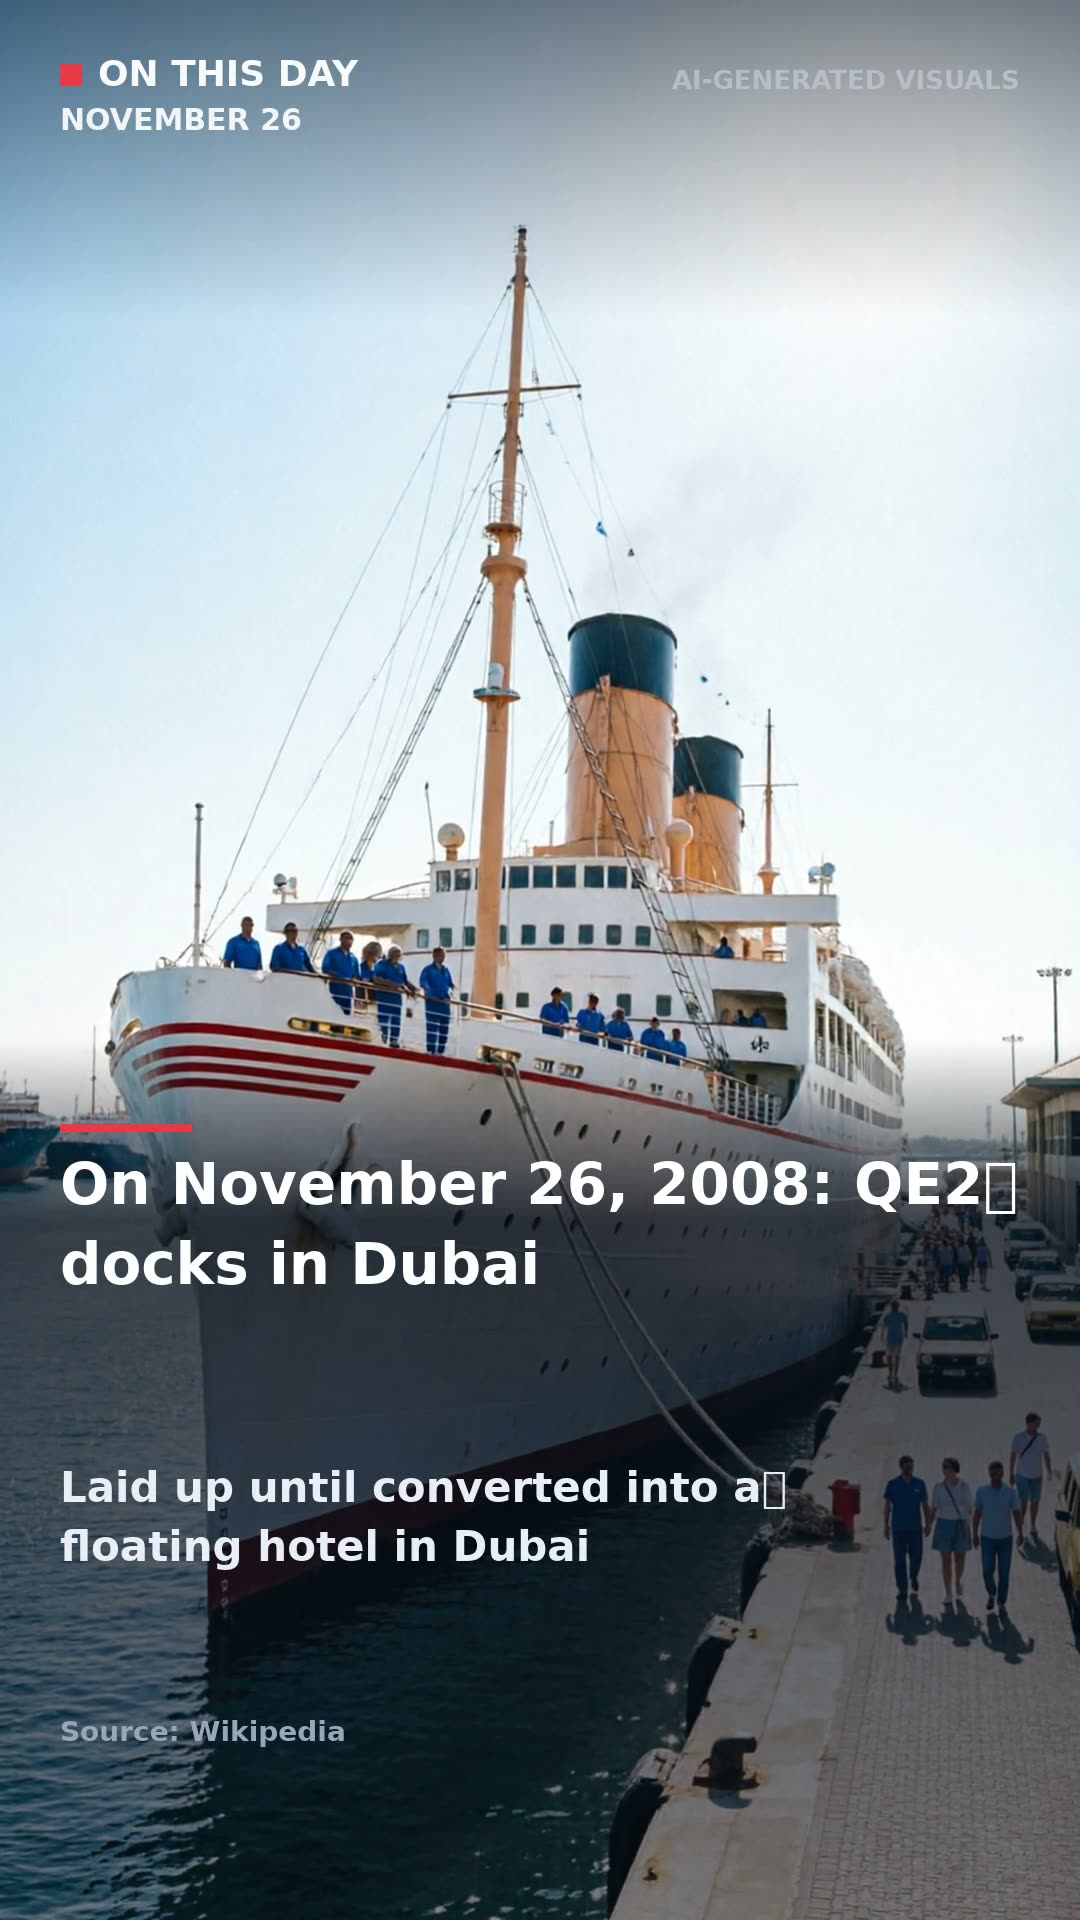 ON THIS DAY
AI-GENERATED VISUALS
NOVEMBER 26
On November 26, 2008: QE2▯
docks in Dubai
Laid up until converted into a▯
floating hotel in Dubai
Source: Wikipedia